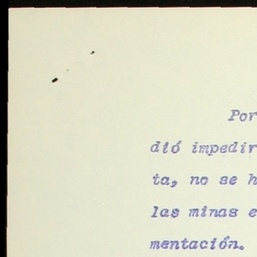 Por
dió impedir
ta, no se h
las minas e
mentación.